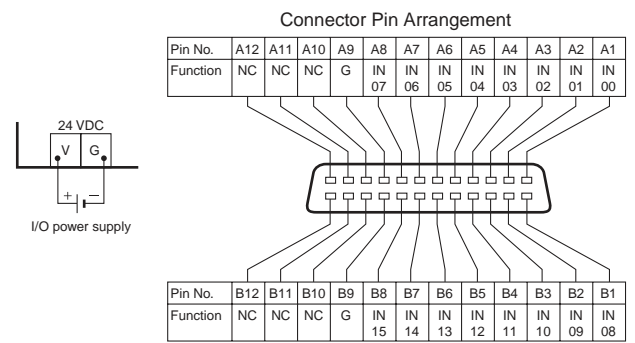 Connector Pin Arrangement
Pin No. A12 A11 A10 A9 A8 A7 A6 A5 A4 A3 A2 A1
Function NC NC NC G IN 07 IN 06 IN 05 IN 04 IN 03 IN 02 IN 01 IN 00
24 VDC
V G
+ −
I/O power supply
Pin No. B12 B11 B10 B9 B8 B7 B6 B5 B4 B3 B2 B1
Function NC NC NC G IN 15 IN 14 IN 13 IN 12 IN 11 IN 10 IN 09 IN 08